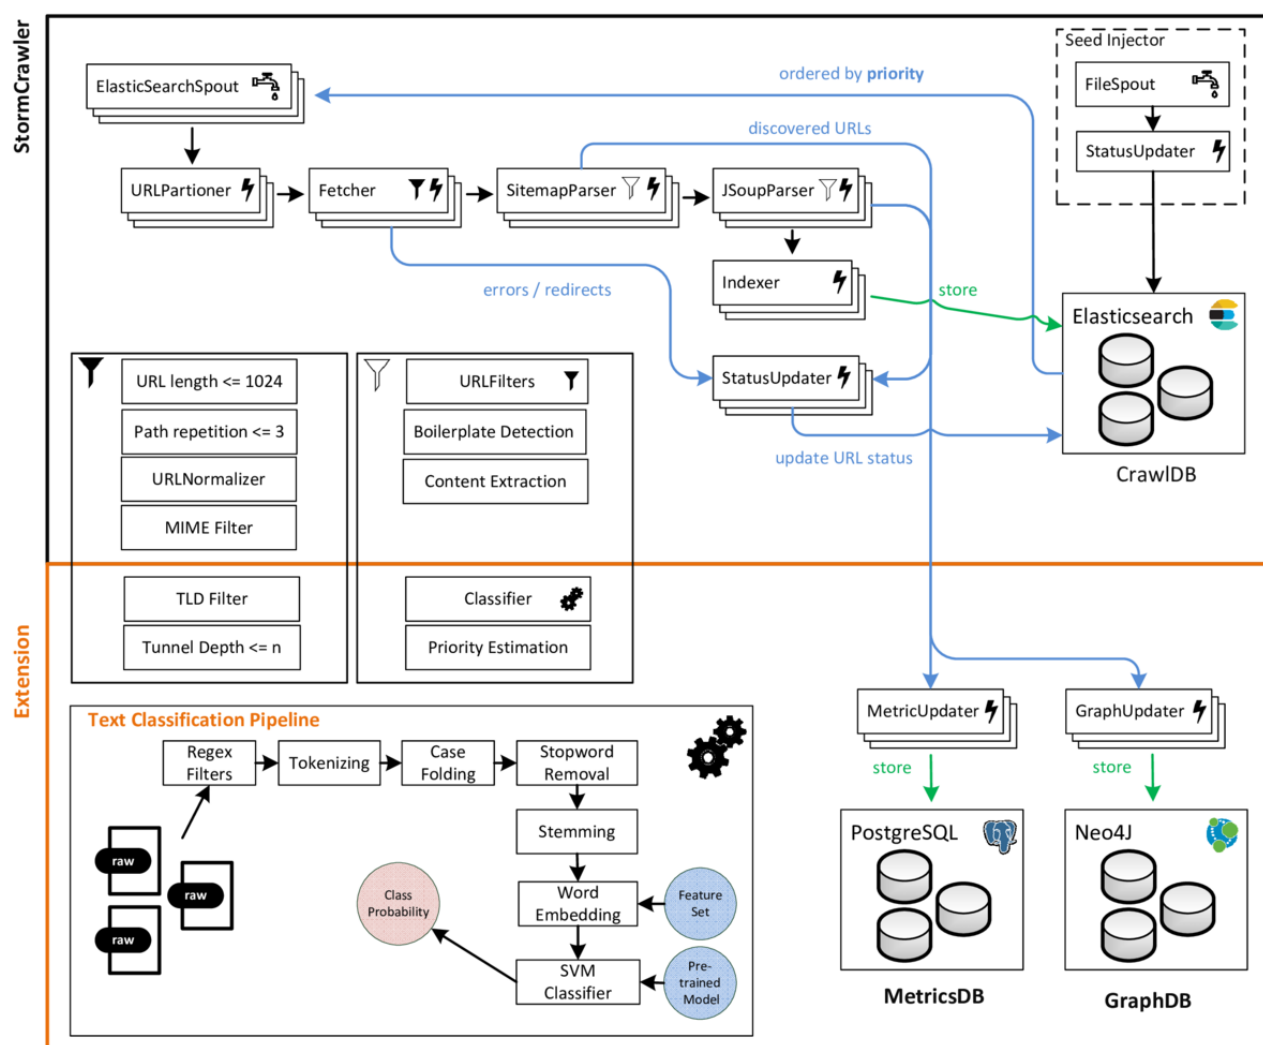 StormCrawler
Seed Injector
FileSpout
StatusUpdater
ordered by priority
ElasticSearchSpout
discovered URLs
URLPartioner
Fetcher
SitemapParser
JSoupParser
Indexer
errors / redirects
store
Elasticsearch
StatusUpdater
update URL status
CrawlDB
URL length <= 1024
Path repetition <= 3
URLNormalizer
MIME Filter
URLFilters
Boilerplate Detection
Content Extraction
Extension
TLD Filter
Tunnel Depth <= n
Classifier
Priority Estimation
MetricUpdater
GraphUpdater
store
store
PostgreSQL
Neo4J
MetricsDB
GraphDB
Text Classification Pipeline
Regex
Filters
Tokenizing
Case
Folding
Stopword
Removal
Stemming
raw
raw
raw
Class
Probability
Word
Embedding
Feature
Set
SVM
Classifier
Pre-
trained
Model